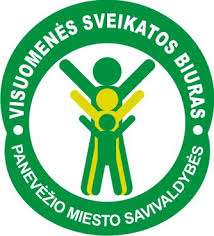 • VISUOMENĖS SVEIKATOS BIURAS •
PANEVĖŽIO MIESTO SAVIVALDYBĖS